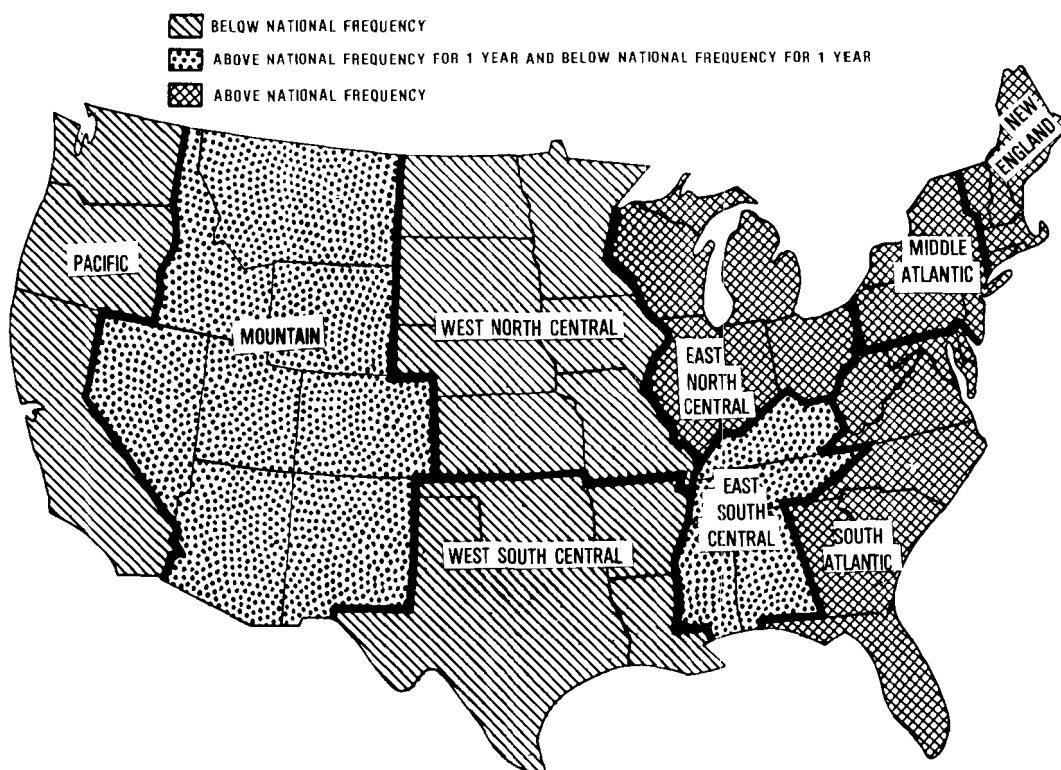 BELOW NATIONAL FREQUENCY
ABOVE NATIONAL FREQUENCY FOR 1 YEAR AND BELOW NATIONAL FREQUENCY FOR 1 YEAR
ABOVE NATIONAL FREQUENCY
NEW
ENGLAND
PACIFIC
MIDDLE
ATLANTIC
MOUNTAIN
WEST NORTH CENTRAL
EAST
NORTH
CENTRAL
EAST
SOUTH
CENTRAL
WEST SOUTH CENTRAL
SOUTH
ATLANTIC